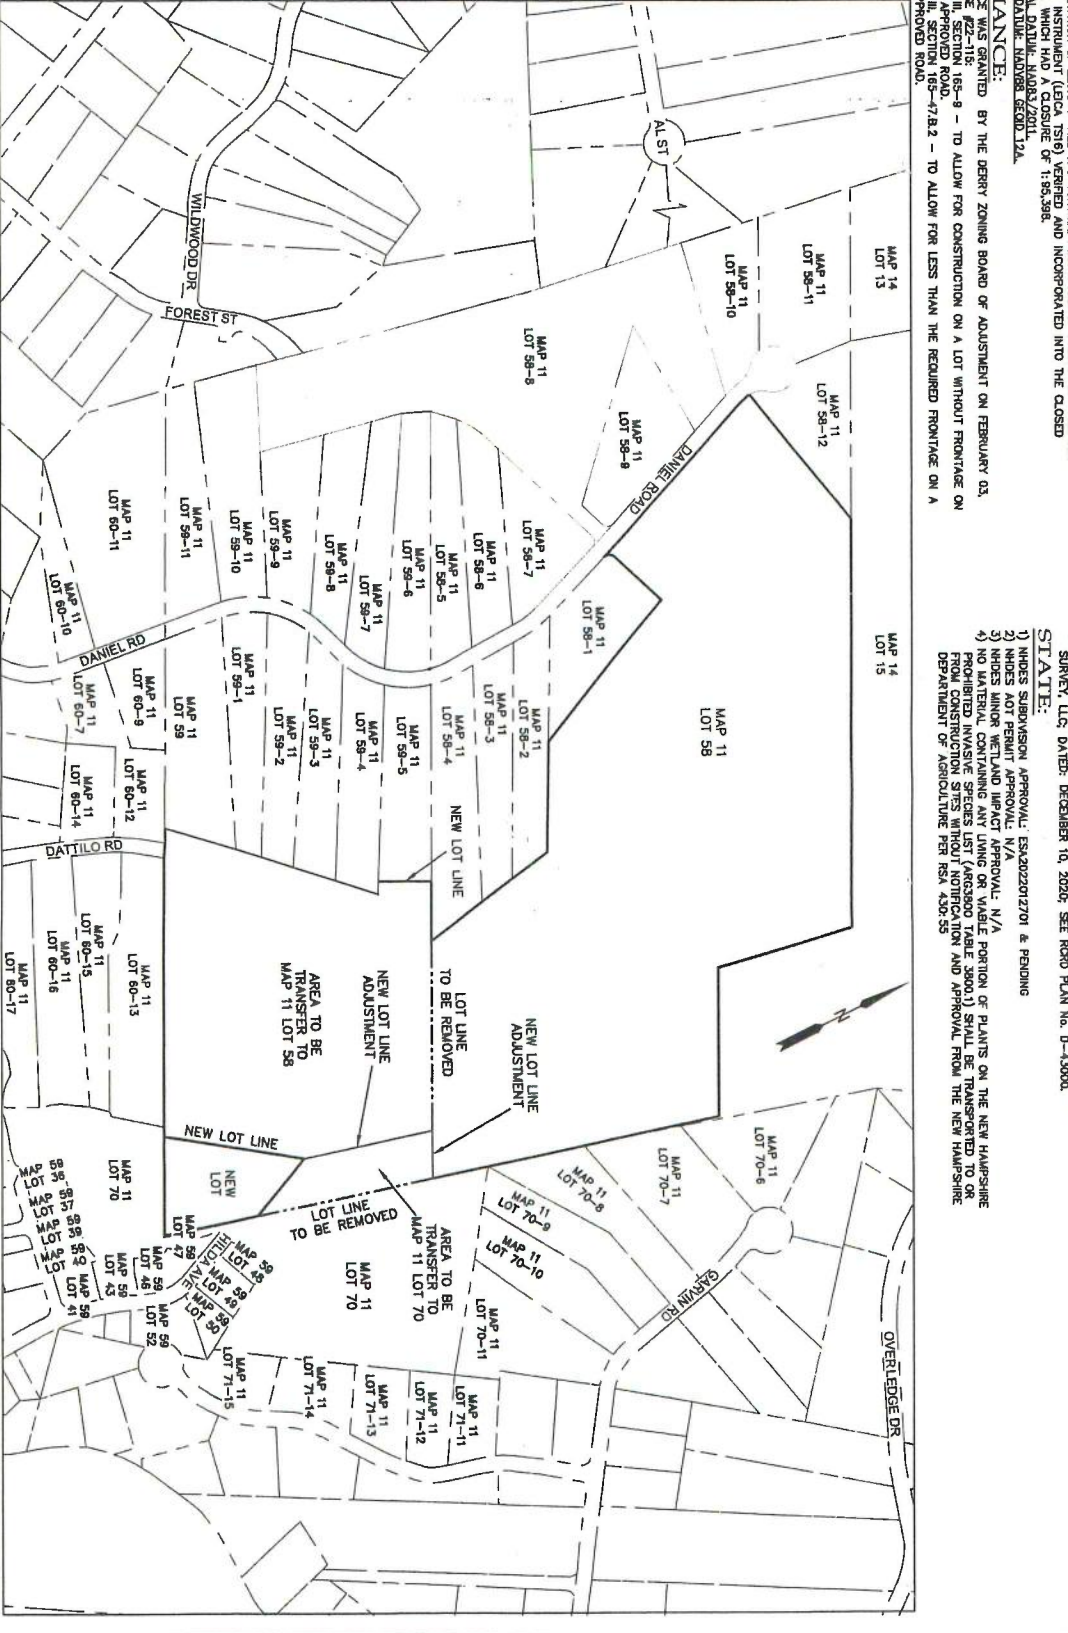 INSTRUMENT (LEICA TS16) VERIFIED AND INCORPORATED INTO THE CLOSED
WHICH HAD A CLOSURE OF 1:95,398.
L DATUM: NAD83/2011.
DATUM: NADV88 GEOID 12A.
IANCE:
CE WAS GRANTED BY THE DERRY ZONING BOARD OF ADJUSTMENT ON FEBRUARY 03,
E #22-115:
III, SECTION 165-9 - TO ALLOW FOR CONSTRUCTION ON A LOT WITHOUT FRONTAGE ON
APPROVED ROAD.
III, SECTION 165-47.B.2 - TO ALLOW FOR LESS THAN THE REQUIRED FRONTAGE ON A
PROVED ROAD.
SURVEY, LLC; DATED: DECEMBER 10, 2020; SEE RCRD PLAN No. D-43000.
STATE:
1) NHDES SUBDIVISION APPROVAL: ESA2022012701 & PENDING
2) NHDES AOT PERMIT APPROVAL: N/A
3) NHDES MINOR WETLAND IMPACT APPROVAL: N/A
4) NO MATERIAL CONTAINING ANY LIVING OR VIABLE PORTION OF PLANTS ON THE NEW HAMPSHIRE
PROHIBITED INVASIVE SPECIES LIST (ARG3800 TABLE 3800.1) SHALL BE TRANSPORTED TO OR
FROM CONSTRUCTION SITES WITHOUT NOTIFICATION AND APPROVAL FROM THE NEW HAMPSHIRE
DEPARTMENT OF AGRICULTURE PER RSA 430:55
MAP 14
LOT 13
MAP 14
LOT 15
MAP 11
LOT 58-11
MAP 11
LOT 58-12
MAP 11
LOT 58-10
AL ST
MAP 11
LOT 58
N
OVERLEDGE DR
MAP 11
LOT 70-6
MAP 11
LOT 70-7
MAP 11
LOT 70-8
MAP 11
LOT 70-9
MAP 11
LOT 70-10
GARVIN RD
MAP 11
LOT 70-11
MAP 11
LOT 58-9
DANIEL ROAD
MAP 11
LOT 58-8
MAP 11
LOT 58-1
MAP 11
LOT 58-7
MAP 11
LOT 58-6
MAP 11
LOT 58-5
MAP 11
LOT 59-6
MAP 11
LOT 59-7
MAP 11
LOT 59-8
MAP 11
LOT 59-9
MAP 11
LOT 59-10
MAP 11
LOT 59-11
MAP 11
LOT 60-11
MAP 11
LOT 60-10
WILDWOOD DR
FOREST ST
MAP 11
LOT 58-2
MAP 11
LOT 58-3
MAP 11
LOT 58-4
MAP 11
LOT 59-5
MAP 11
LOT 59-4
MAP 11
LOT 59-3
MAP 11
LOT 59-2
MAP 11
LOT 59-1
MAP 11
LOT 59
DANIEL RD
MAP 11
LOT 60-9
MAP 11
LOT 60-7
MAP 11
LOT 60-12
MAP 11
LOT 60-14
DATTILO RD
MAP 11
LOT 60-13
MAP 11
LOT 60-15
MAP 11
LOT 60-16
MAP 11
LOT 60-17
NEW LOT LINE
LOT LINE
TO BE REMOVED
NEW LOT LINE
ADJUSTMENT
NEW LOT LINE
ADJUSTMENT
AREA TO BE
TRANSFER TO
MAP 11 LOT 58
NEW LOT LINE
NEW
LOT
LOT LINE
TO BE REMOVED
AREA TO BE
TRANSFER TO
MAP 11 LOT 70
MAP 11
LOT 70
MAP 11
LOT 70
MAP 59
LOT 47
HILDA AVE
MAP 59
LOT 48
MAP 59
LOT 49
MAP 59
LOT 50
MAP 59
LOT 52
MAP 59
LOT 46
MAP 59
LOT 43
MAP 59
LOT 41
MAP 59
LOT 40
MAP 59
LOT 39
MAP 59
LOT 37
MAP 59
LOT 36
MAP 11
LOT 71-11
MAP 11
LOT 71-12
MAP 11
LOT 71-13
MAP 11
LOT 71-14
MAP 11
LOT 71-15